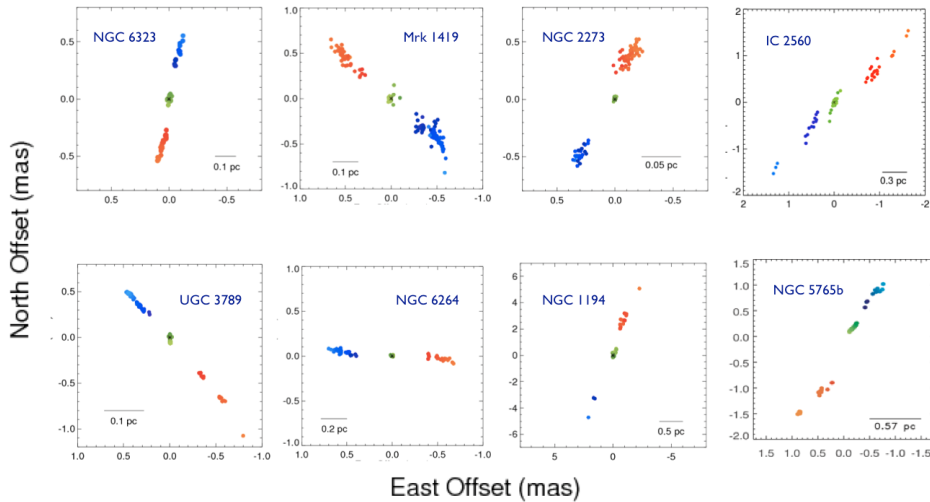 North Offset (mas)
NGC 6323
0.5
0.0
0.5
0.1 pc
0.5 0.0 -0.5
Mrk 1419
1.0
0.5
0.0
-0.5
-1.0
0.1 pc
1.0 0.5 0.0 -0.5 -1.0
NGC 2273
0.5
0.0
-0.5
0.05 pc
0.5 0.0 -0.5
IC 2560
2
1
0
-1
-2
0.3 pc
2 1 0 -1 -2
UGC 3789
0.5
0.0
-0.5
-1.0
0.1 pc
1.0 0.5 0.0 -0.5 -1.0
NGC 6264
1.0
0.5
0.0
-0.5
-1.0
0.2 pc
1.0 0.5 0.0 -0.5 -1.0
NGC 1194
6
4
2
0
-2
-4
-6
0.5 pc
5 0 -5
NGC 5765b
1.5
1.0
0.5
0.0
-0.5
-1.0
-1.5
-2.0
0.57 pc
1.5 1.0 0.5 0.0 -0.5 -1.0 -1.5
East Offset (mas)